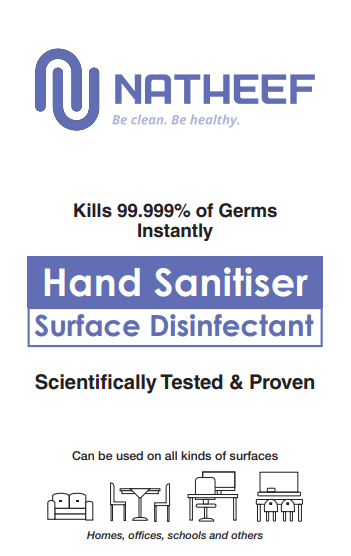 NATHEEF
Be clean. Be healthy.
Kills 99.999% of Germs
Instantly
Hand Sanitiser
Surface Disinfectant
Scientifically Tested & Proven
Can be used on all kinds of surfaces
Homes, offices, schools and others